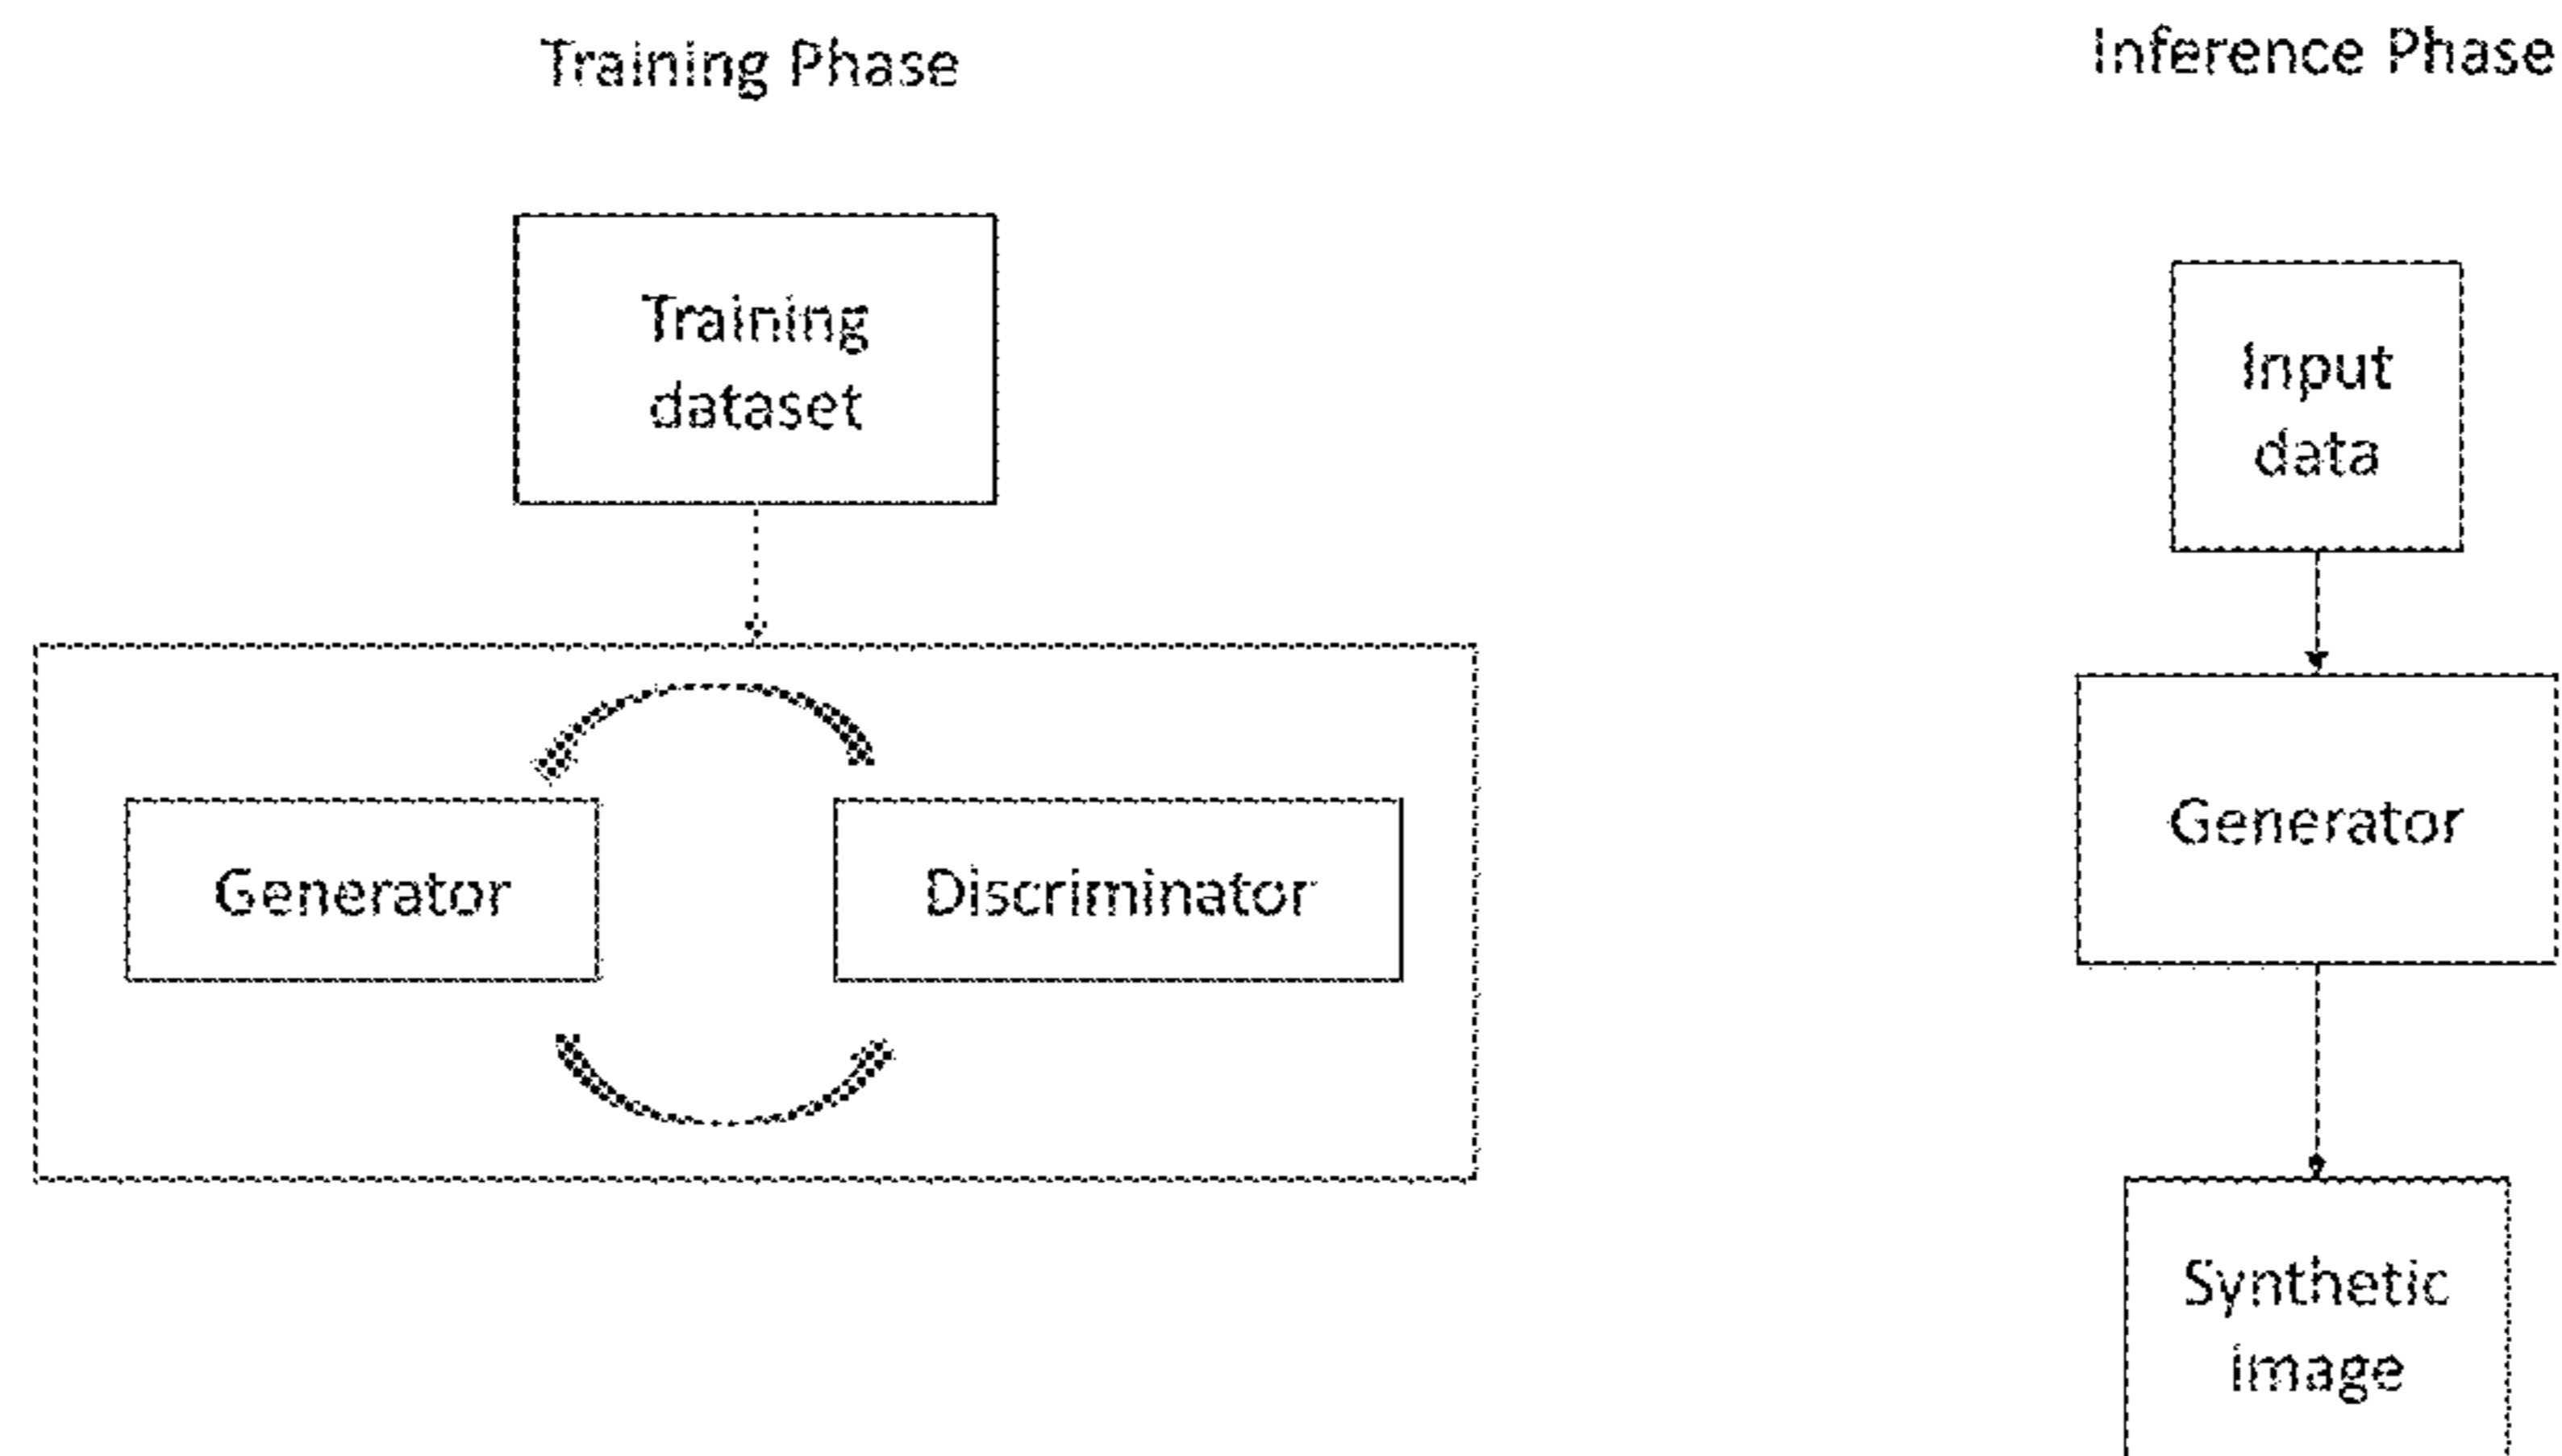 Training Phase
Training
dataset
Generator
Discriminator
Inference Phase
Input
data
Generator
Synthetic
image